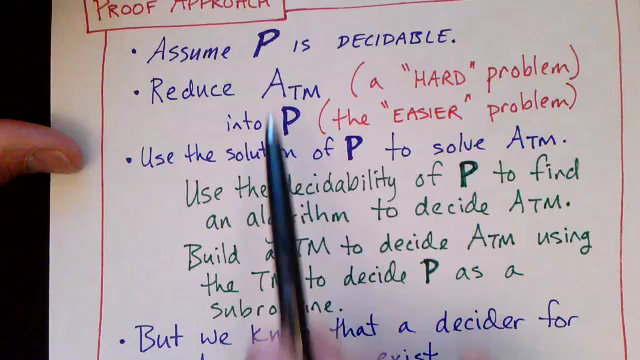 PROOF APPROACH
• ASSUME P IS DECIDABLE.
• REDUCE ATM (a "HARD" problem)
into P (the "EASIER" problem)
• Use the solution of P to solve ATM.
Use the decidability of P to find
an algorithm to decide ATM.
Build a TM to decide ATM using
the TM to decide P as a
subroutine.
• But we know that a decider for
exist